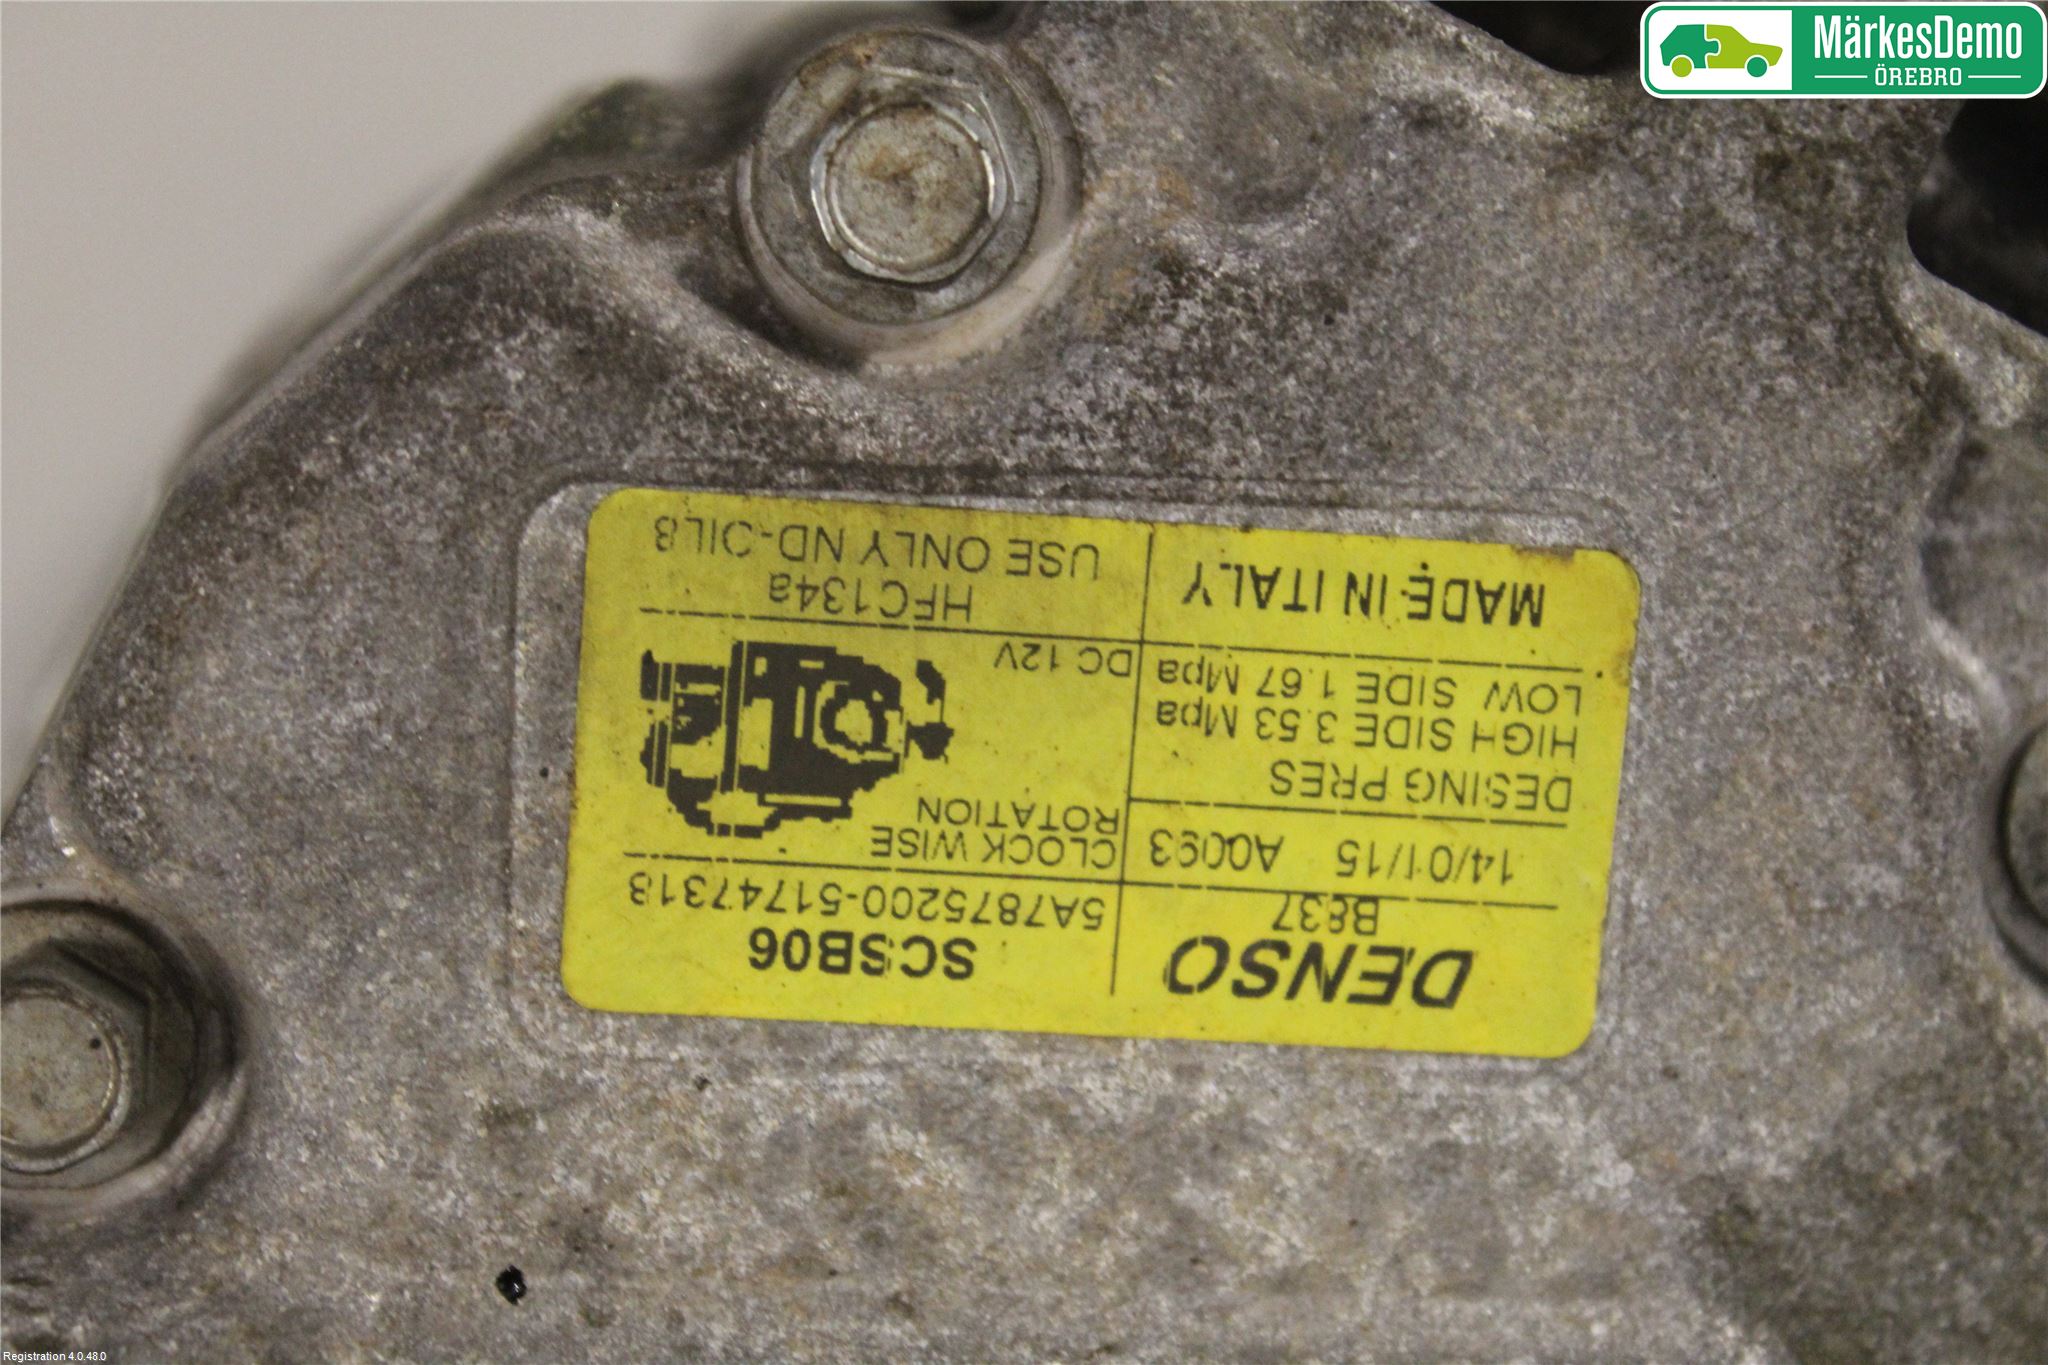 MärkesDemo
ÖREBRO
DENSO
B837
SCSB06
5A7875200-517473138
14/01/15 A0093
CLOCK WISE
ROTATION
DESING PRES
HIGH SIDE 3.53 Mpa
LOW SIDE 1.67 Mpa
DC 12V
MADE IN ITALY
HFC134a
USE ONLY ND-OIL8
Registration 4.0.48.0